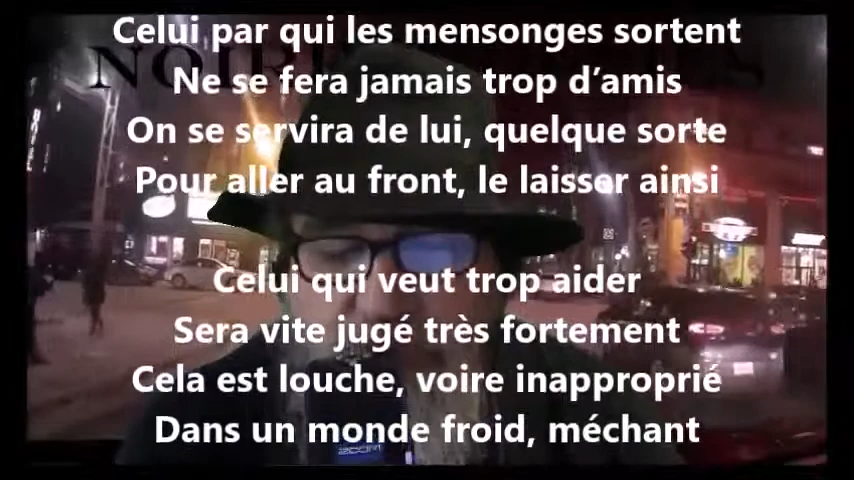 Celui par qui les mensonges sortent
Ne se fera jamais trop d’amis
On se servira de lui, quelque sorte
Pour aller au front, le laisser ainsi
Celui qui veut trop aider
Sera vite jugé très fortement
Cela est louche, voire inapproprié
Dans un monde froid, méchant
zoom